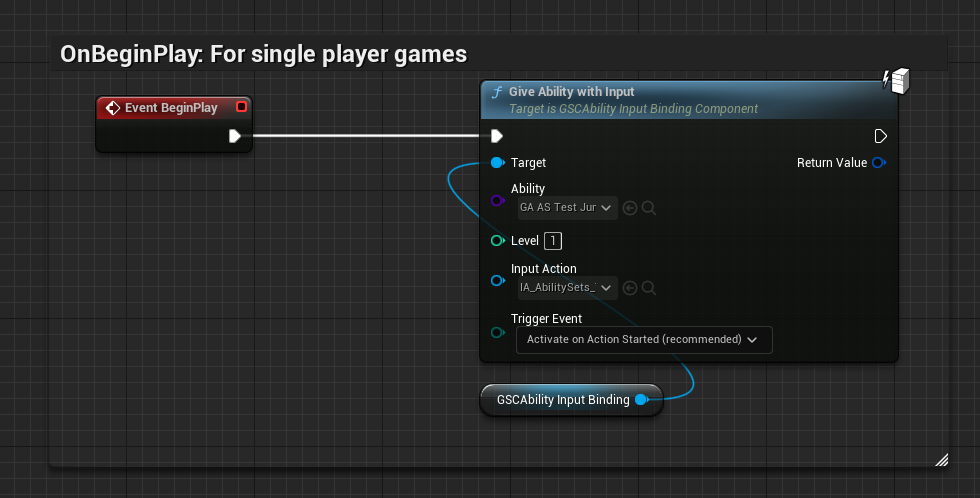 OnBeginPlay: For single player games
Event BeginPlay
Give Ability with Input
Target is GSCAbility Input Binding Component
Target
Return Value
Ability
GA AS Test Jur
Level 1
Input Action
IA_AbilitySets_
Trigger Event
Activate on Action Started (recommended)
GSCAbility Input Binding